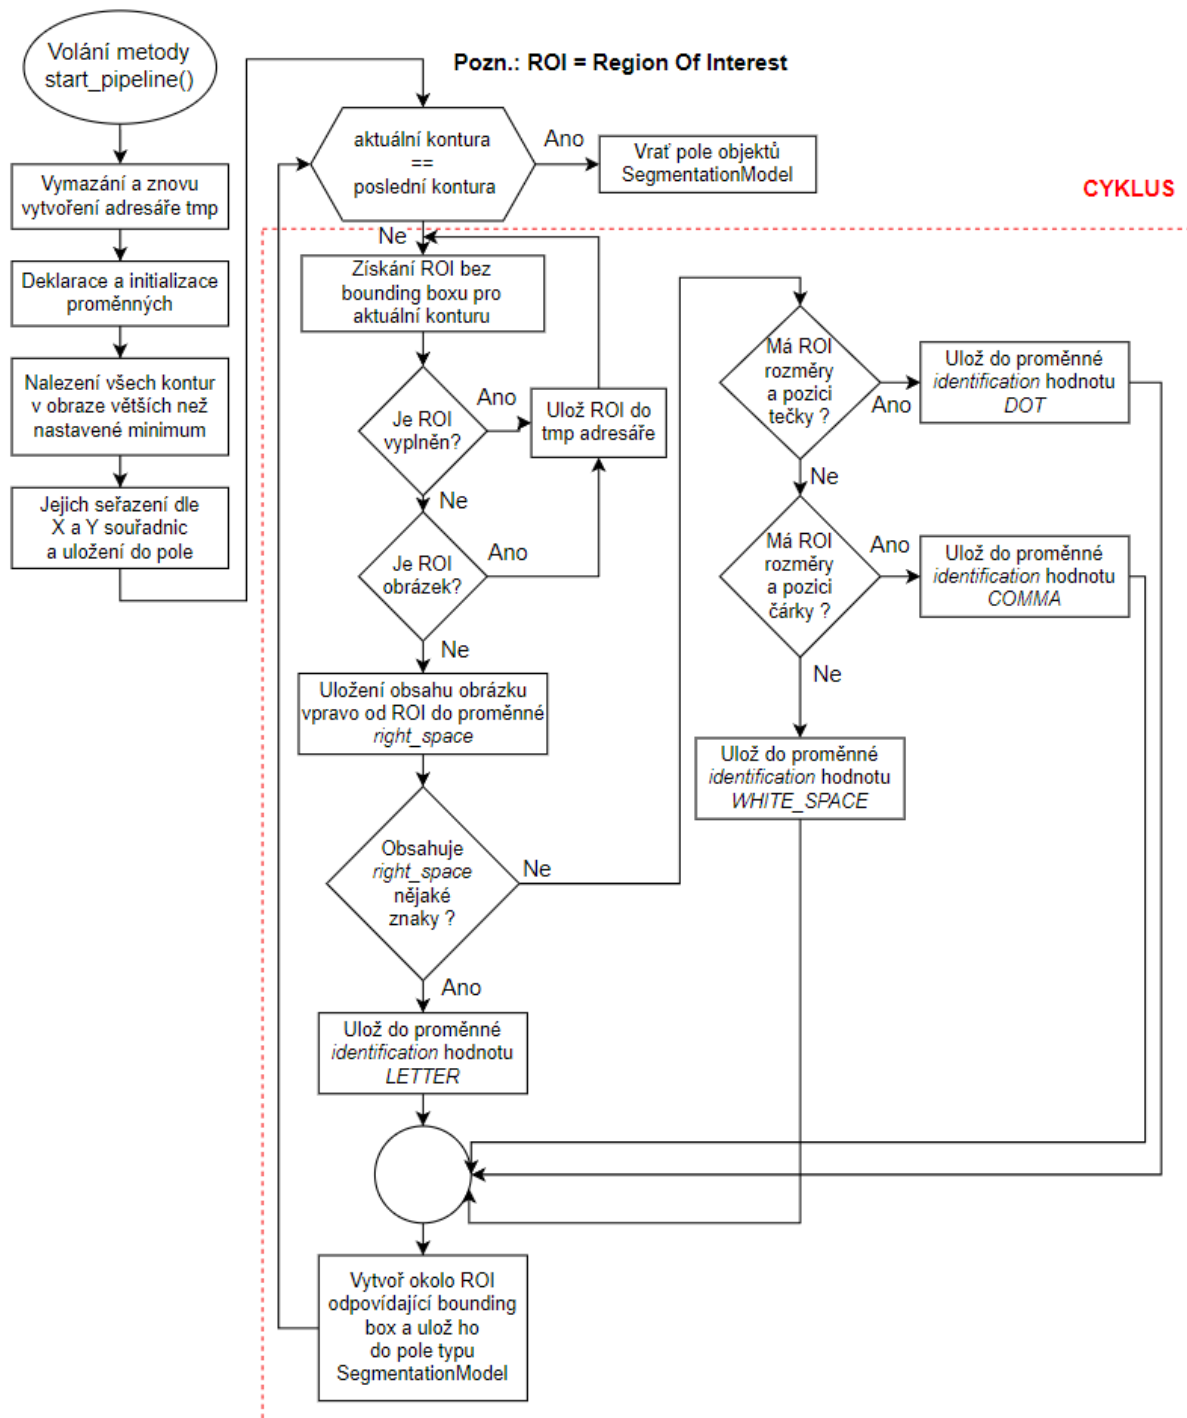 Volání metody
start_pipeline()
Vymazání a znovu
vytvoření adresáře tmp
Deklarace a initializace
proměnných
Nalezení všech kontur
v obraze větších než
nastavené minimum
Jejich seřazení dle
X a Y souřadnic
a uložení do pole
Pozn.: ROI = Region Of Interest
aktuální kontura
==
poslední kontura
Ano
Vrať pole objektů
SegmentationModel
CYKLUS
Ne
Získání ROI bez
bounding boxu pro
aktuální konturu
Je ROI
vyplněn?
Ano
Ulož ROI do
tmp adresáře
Ne
Je ROI
obrázek?
Ano
Ne
Uložení obsahu obrázku
vpravo od ROI do proměnné
right_space
Obsahuje
right_space
nějaké
znaky ?
Ne
Ano
Ulož do proměnné
identification hodnotu
LETTER
Má ROI
rozměry
a pozici
tečky ?
Ano
Ulož do proměnné
identification hodnotu
DOT
Ne
Má ROI
rozměry
a pozici
čárky ?
Ano
Ulož do proměnné
identification hodnotu
COMMA
Ne
Ulož do proměnné
identification hodnotu
WHITE_SPACE
Vytvoř okolo ROI
odpovídající bounding
box a ulož ho
do pole typu
SegmentationModel